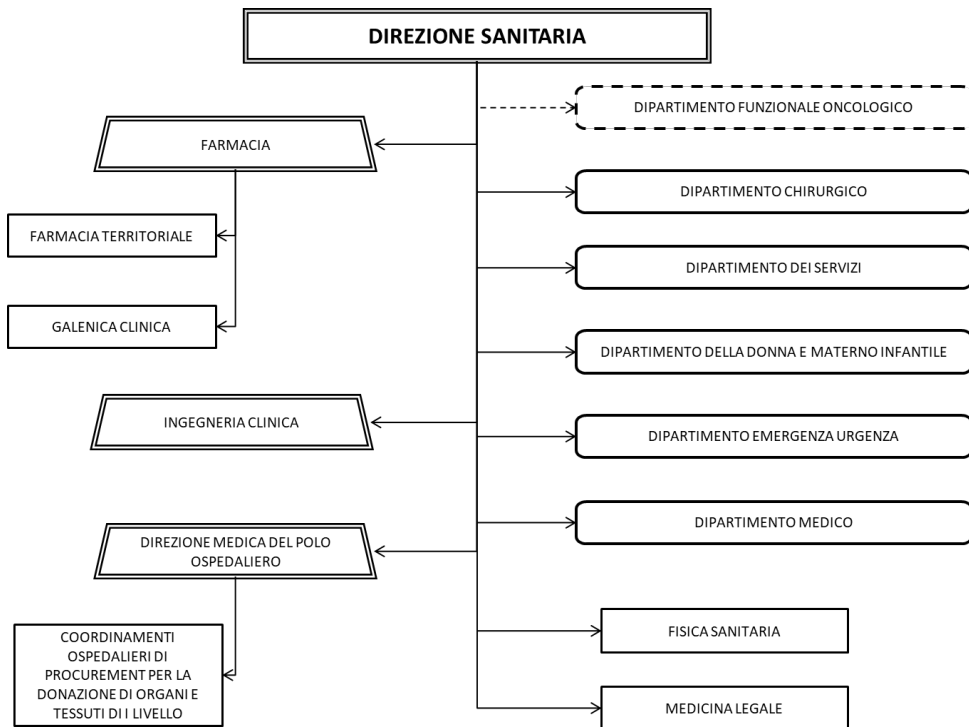 DIREZIONE SANITARIA
DIPARTIMENTO FUNZIONALE ONCOLOGICO
FARMACIA
DIPARTIMENTO CHIRURGICO
FARMACIA TERRITORIALE
DIPARTIMENTO DEI SERVIZI
GALENICA CLINICA
DIPARTIMENTO DELLA DONNA E MATERNO INFANTILE
INGEGNERIA CLINICA
DIPARTIMENTO EMERGENZA URGENZA
DIPARTIMENTO MEDICO
DIREZIONE MEDICA DEL POLO
OSPEDALIERO
FISICA SANITARIA
COORDINAMENTI
OSPEDALIERI DI
PROCUREMENT PER LA
DONAZIONE DI ORGANI E
TESSUTI DI I LIVELLO
MEDICINA LEGALE